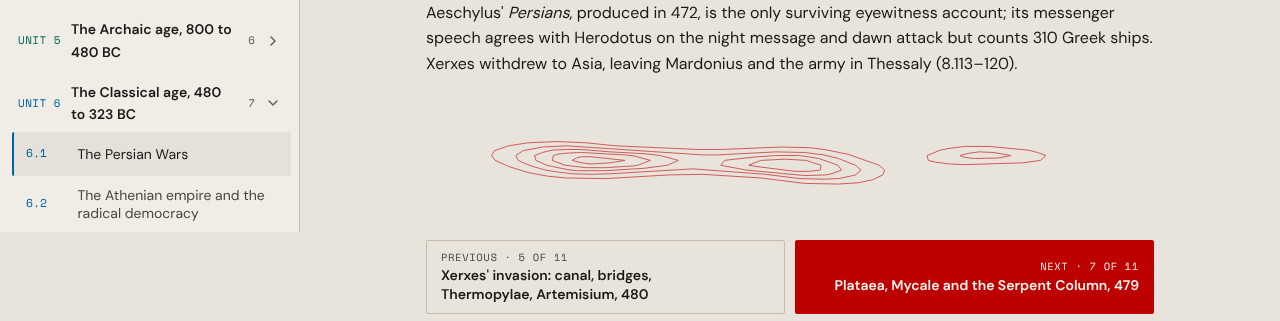 UNIT 5 The Archaic age, 800 to 480 BC 6
UNIT 6 The Classical age, 480 to 323 BC 7
6.1 The Persian Wars
6.2 The Athenian empire and the radical democracy
Aeschylus' Persians, produced in 472, is the only surviving eyewitness account; its messenger
speech agrees with Herodotus on the night message and dawn attack but counts 310 Greek ships.
Xerxes withdrew to Asia, leaving Mardonius and the army in Thessaly (8.113–120).
PREVIOUS · 5 OF 11
Xerxes' invasion: canal, bridges,
Thermopylae, Artemisium, 480
NEXT · 7 OF 11
Plataea, Mycale and the Serpent Column, 479